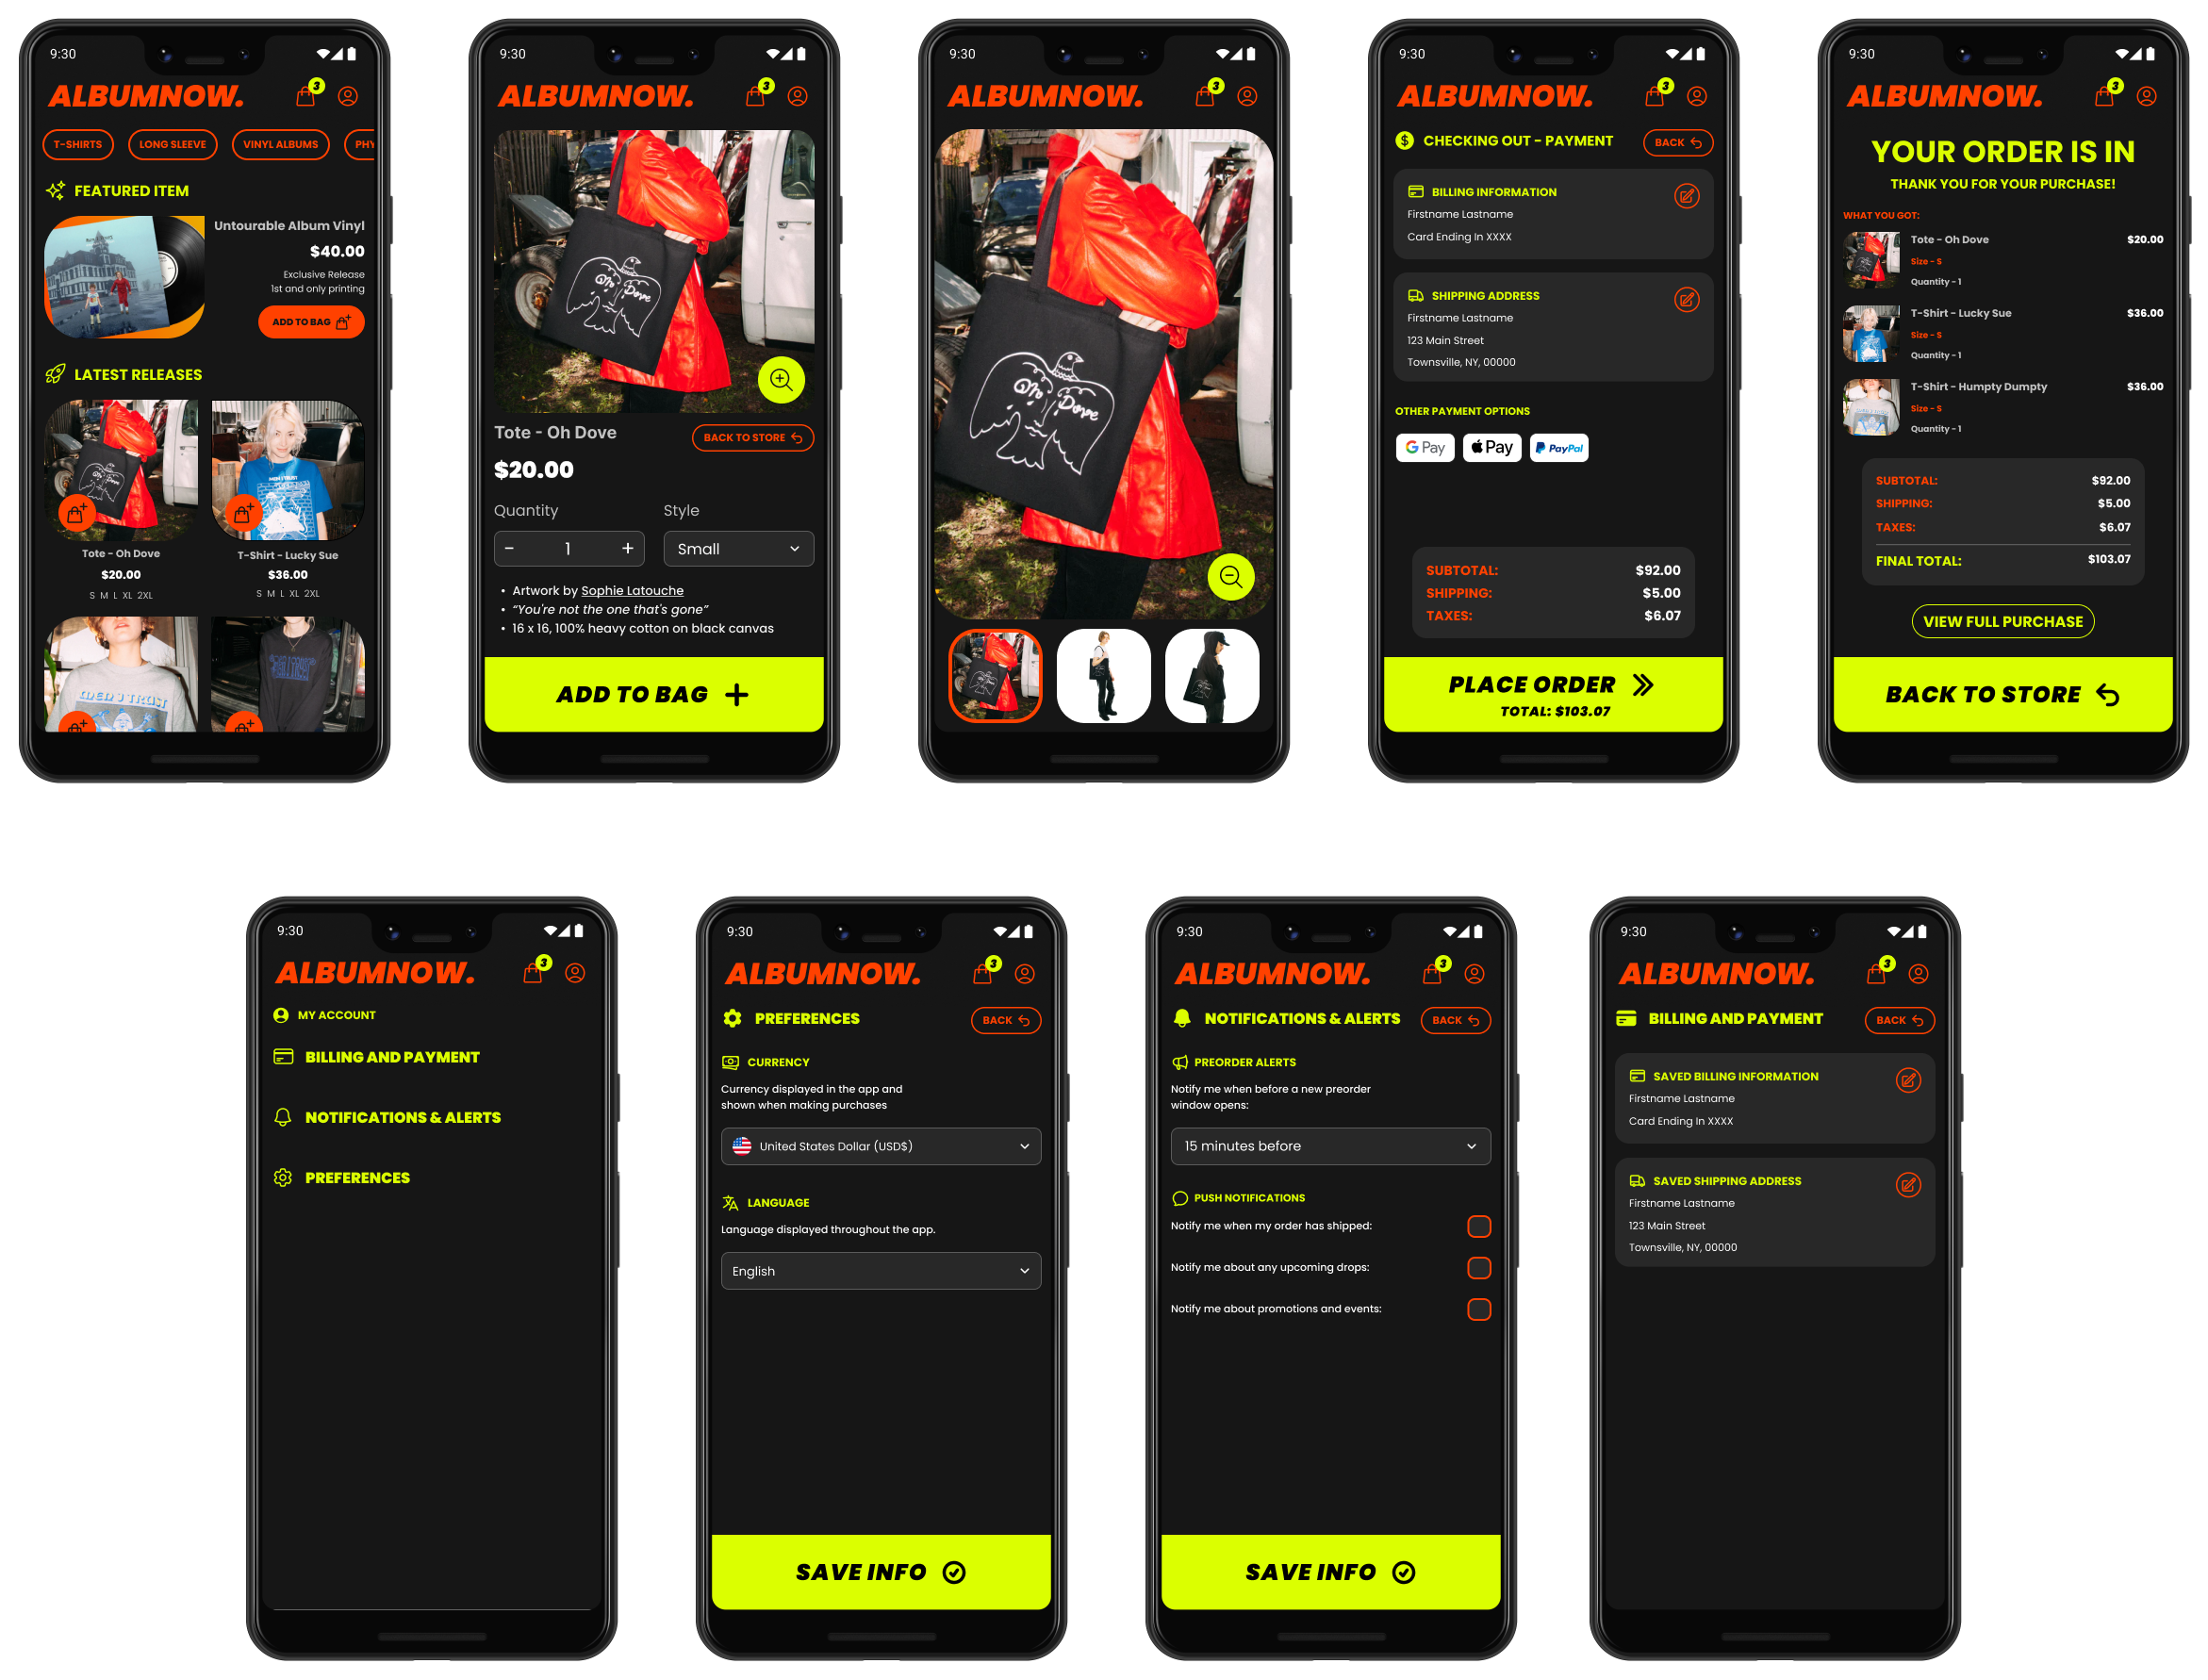 9:30
ALBUMNOW.
3
T-SHIRTS
LONG SLEEVE
VINYL ALBUMS
PHY
FEATURED ITEM
Untourable Album Vinyl
$40.00
Exclusive Release
1st and only printing
ADD TO BAG
LATEST RELEASES
Oh Dove
MEN I TRUST
Tote - Oh Dove
$20.00
S M L XL 2XL
T-Shirt - Lucky Sue
$36.00
S M L XL 2XL
MEN I TRUST
9:30
ALBUMNOW.
3
Oh Dove
Tote - Oh Dove
BACK TO STORE
$20.00
Quantity
Style
- 1 +
Small
• Artwork by Sophie Latouche
• “You're not the one that's gone”
• 16 x 16, 100% heavy cotton on black canvas
ADD TO BAG
9:30
ALBUMNOW.
3
Oh Dove
9:30
ALBUMNOW.
3
$ CHECKING OUT - PAYMENT
BACK
BILLING INFORMATION
Firstname Lastname
Card Ending In XXXX
SHIPPING ADDRESS
Firstname Lastname
123 Main Street
Townsville, NY, 00000
OTHER PAYMENT OPTIONS
G Pay
Pay
PayPal
SUBTOTAL: $92.00
SHIPPING: $5.00
TAXES: $6.07
PLACE ORDER
TOTAL: $103.07
9:30
ALBUMNOW.
3
YOUR ORDER IS IN
THANK YOU FOR YOUR PURCHASE!
WHAT YOU GOT:
Tote - Oh Dove $20.00
Size - S
Quantity - 1
T-Shirt - Lucky Sue $36.00
Size - S
Quantity - 1
T-Shirt - Humpty Dumpty $36.00
Size - S
Quantity - 1
SUBTOTAL: $92.00
SHIPPING: $5.00
TAXES: $6.07
FINAL TOTAL: $103.07
VIEW FULL PURCHASE
BACK TO STORE
9:30
ALBUMNOW.
3
MY ACCOUNT
BILLING AND PAYMENT
NOTIFICATIONS & ALERTS
PREFERENCES
9:30
ALBUMNOW.
3
PREFERENCES
BACK
CURRENCY
Currency displayed in the app and
shown when making purchases
United States Dollar (USD$)
LANGUAGE
Language displayed throughout the app.
English
SAVE INFO
9:30
ALBUMNOW.
3
NOTIFICATIONS & ALERTS
BACK
PREORDER ALERTS
Notify me when before a new preorder
window opens:
15 minutes before
PUSH NOTIFICATIONS
Notify me when my order has shipped:
Notify me about any upcoming drops:
Notify me about promotions and events:
SAVE INFO
9:30
ALBUMNOW.
3
BILLING AND PAYMENT
BACK
SAVED BILLING INFORMATION
Firstname Lastname
Card Ending In XXXX
SAVED SHIPPING ADDRESS
Firstname Lastname
123 Main Street
Townsville, NY, 00000